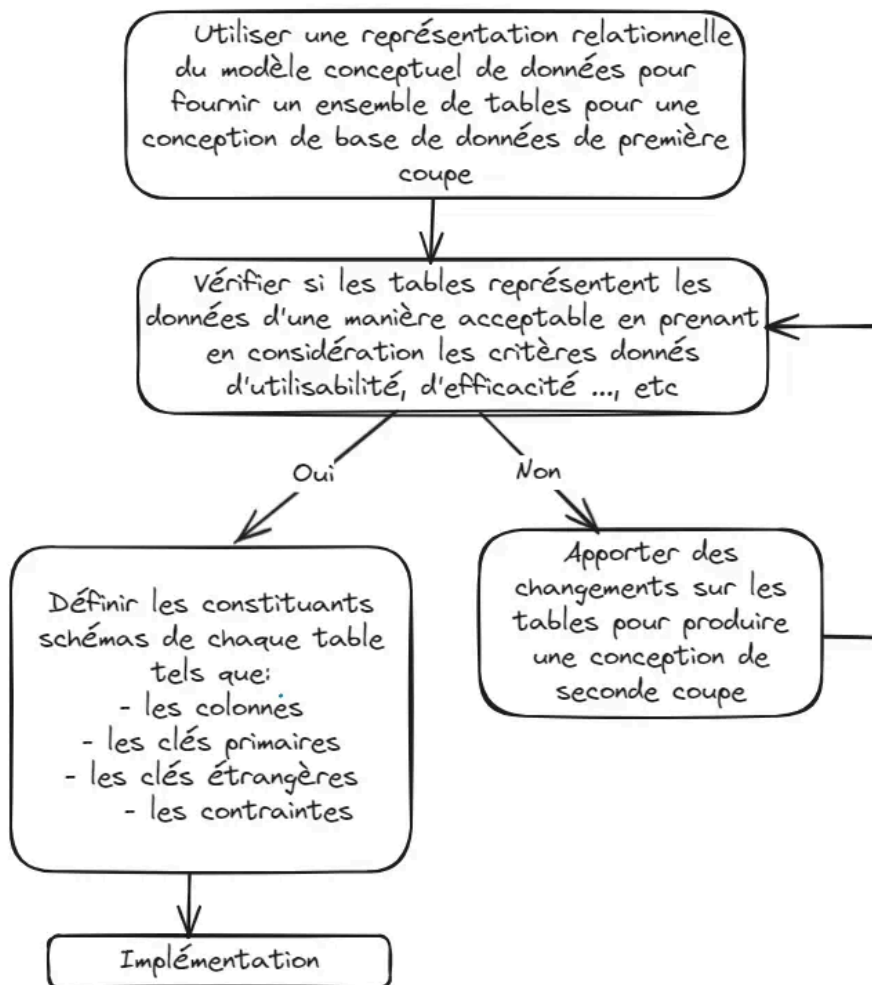 Utiliser une représentation relationnelle
du modèle conceptuel de données pour
fournir un ensemble de tables pour une
conception de base de données de première
coupe
Vérifier si les tables représentent les
données d'une manière acceptable en prenant
en considération les critères donnés
d'utilisabilité, d'efficacité ..., etc
Oui
Non
Définir les constituants
schémas de chaque table
tels que:
- les colonnes
- les clés primaires
- les clés étrangères
- les contraintes
Apporter des
changements sur les
tables pour produire
une conception de
seconde coupe
Implémentation